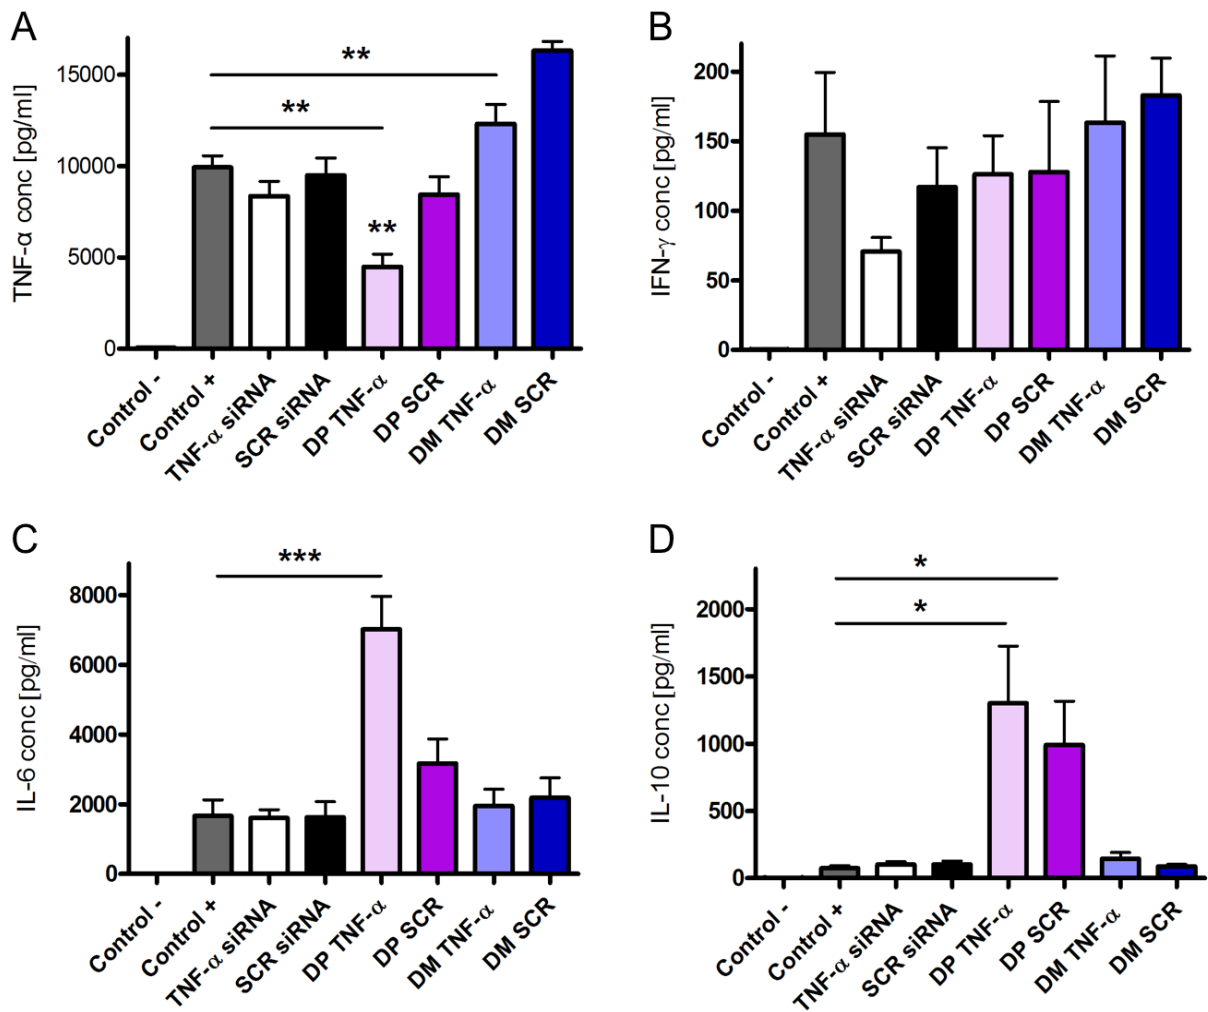 A
TNF-α conc [pg/ml]
15000
10000
5000
0
**
**
**
Control -
Control +
TNF-α siRNA
SCR siRNA
DP TNF-α
DP SCR
DM TNF-α
DM SCR
B
IFN-γ conc [pg/ml]
200
150
100
50
0
Control -
Control +
TNF-α siRNA
SCR siRNA
DP TNF-α
DP SCR
DM TNF-α
DM SCR
C
IL-6 conc [pg/ml]
8000
6000
4000
2000
0
***
Control -
Control +
TNF-α siRNA
SCR siRNA
DP TNF-α
DP SCR
DM TNF-α
DM SCR
D
IL-10 conc [pg/ml]
2000
1500
1000
500
0
*
*
Control -
Control +
TNF-α siRNA
SCR siRNA
DP TNF-α
DP SCR
DM TNF-α
DM SCR